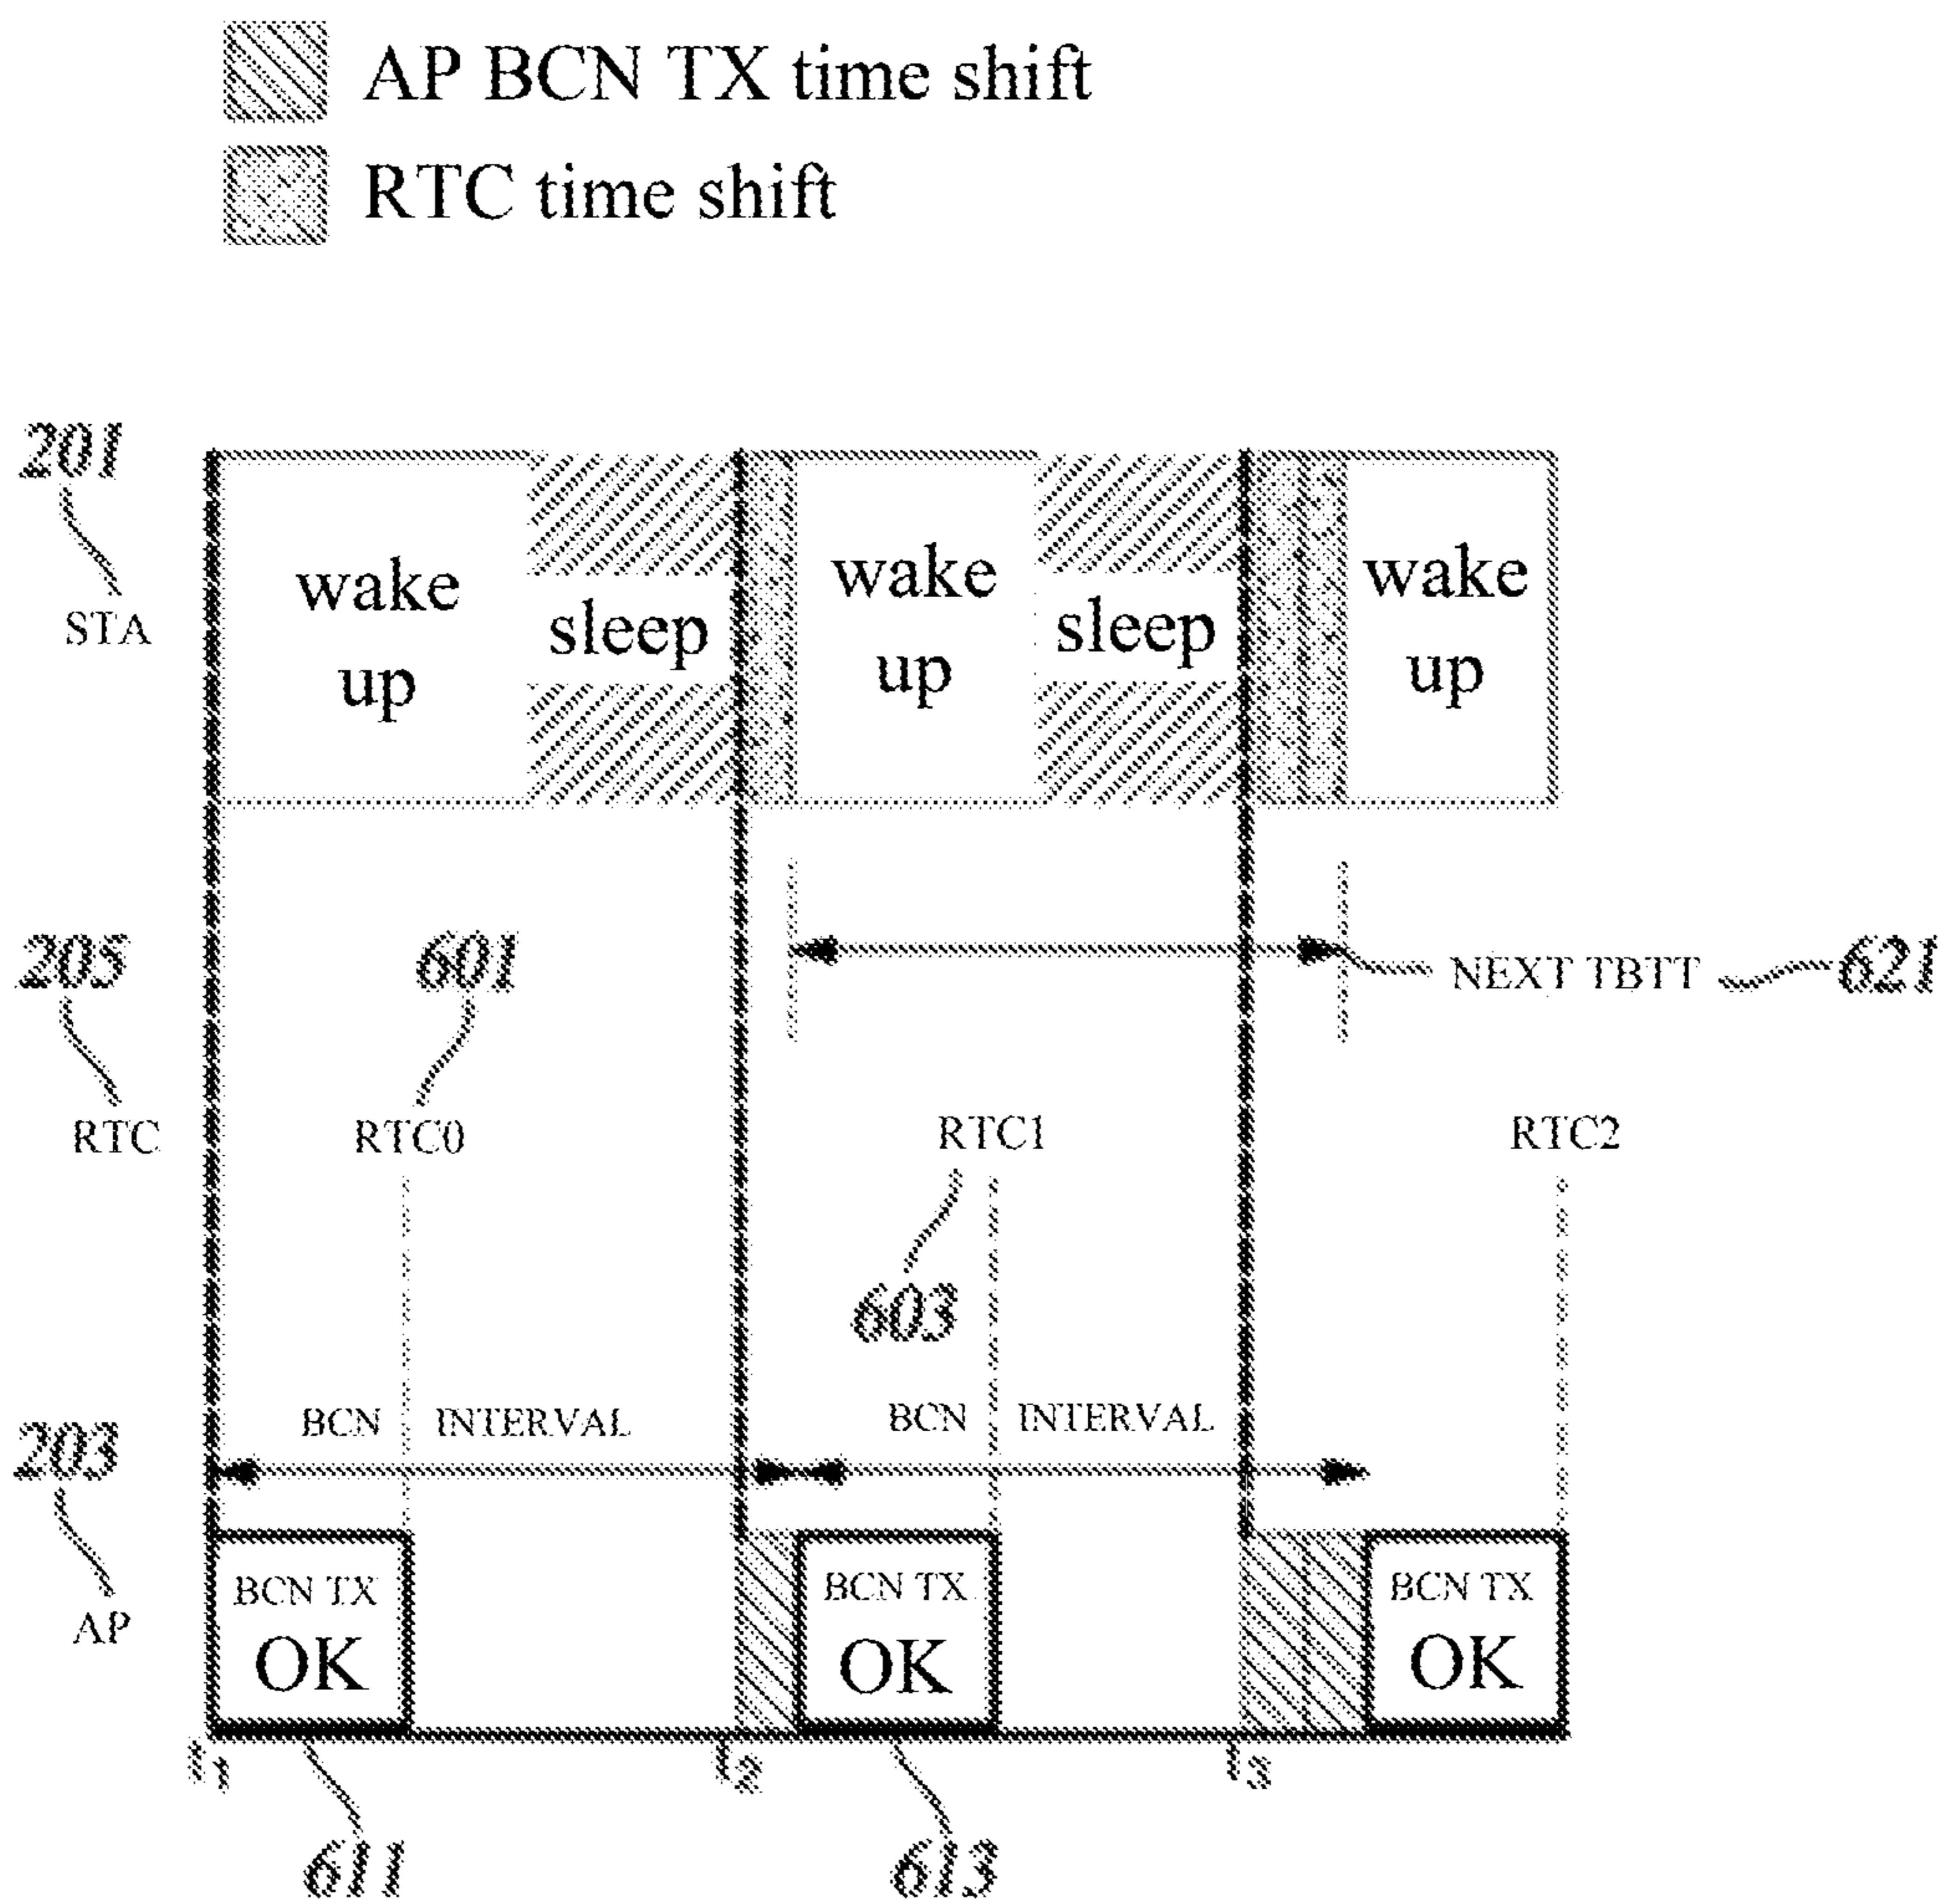 AP BCN TX time shift
RTC time shift
201
STA
wake
up
sleep
wake
up
sleep
wake
up
205
RTC
601
RTC0
NEXT TBTT
621
RTC1
603
RTC2
203
AP
BCN INTERVAL
BCN INTERVAL
BCN TX
OK
BCN TX
OK
BCN TX
OK
t1
t2
t3
611
613